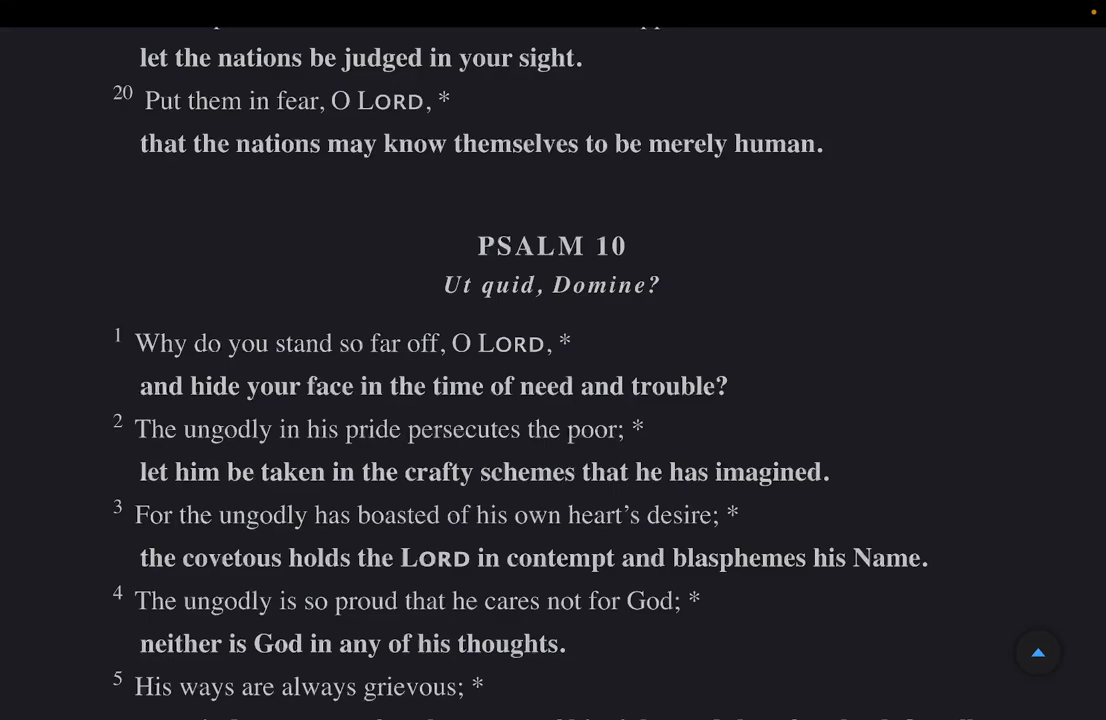 let the nations be judged in your sight.
20 Put them in fear, O LORD, *
that the nations may know themselves to be merely human.
PSALM 10
Ut quid, Domine?
1 Why do you stand so far off, O LORD, *
and hide your face in the time of need and trouble?
2 The ungodly in his pride persecutes the poor; *
let him be taken in the crafty schemes that he has imagined.
3 For the ungodly has boasted of his own heart’s desire; *
the covetous holds the LORD in contempt and blasphemes his Name.
4 The ungodly is so proud that he cares not for God; *
neither is God in any of his thoughts.
5 His ways are always grievous; *